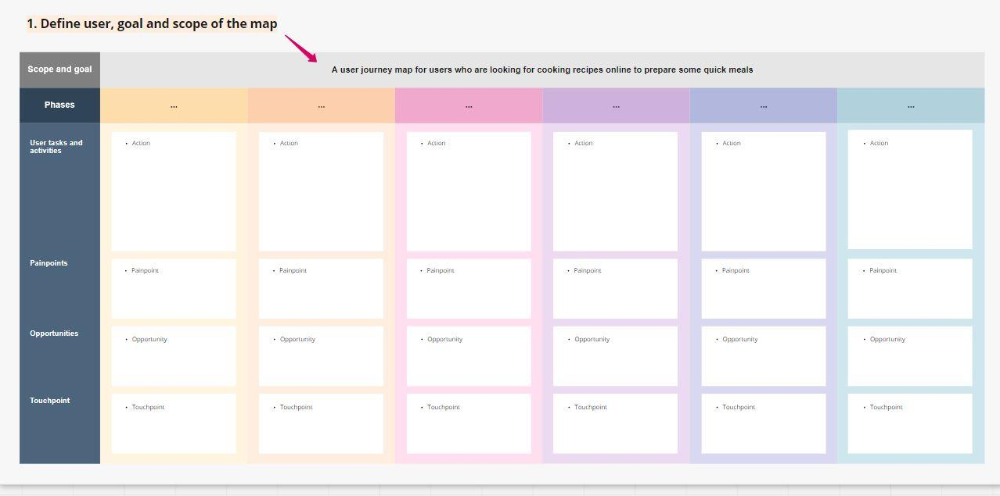 1. Define user, goal and scope of the map
Scope and goal
A user journey map for users who are looking for cooking recipes online to prepare some quick meals
Phases
... ... ... ... ... ...
User tasks and
activities
• Action • Action • Action • Action • Action • Action
Painpoints
• Painpoint • Painpoint • Painpoint • Painpoint • Painpoint • Painpoint
Opportunities
• Opportunity • Opportunity • Opportunity • Opportunity • Opportunity • Opportunity
Touchpoint
• Touchpoint • Touchpoint • Touchpoint • Touchpoint • Touchpoint • Touchpoint